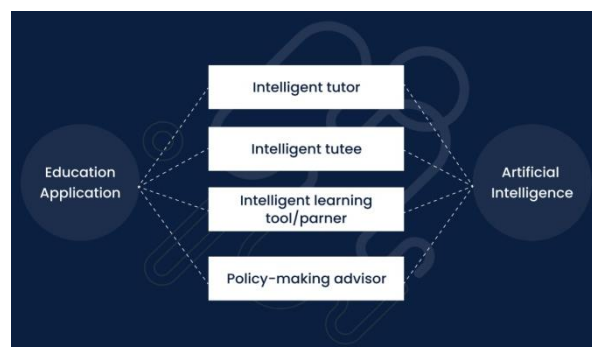 Intelligent tutor
Intelligent tutee
Education
Application
Intelligent learning
tool/parner
Artificial
Intelligence
Policy-making advisor